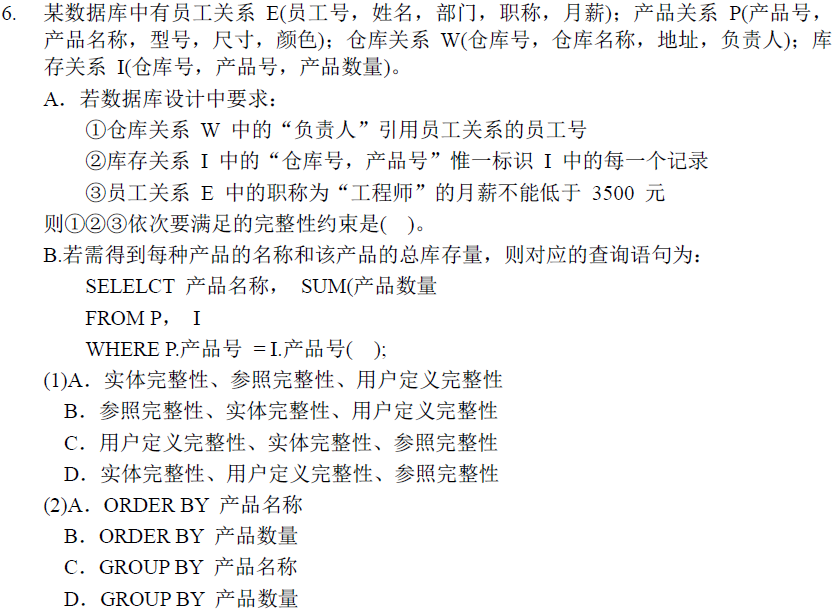 6. 某数据库中有员工关系 E(员工号，姓名，部门，职称，月薪)；产品关系 P(产品号，
产品名称，型号，尺寸，颜色)；仓库关系 W(仓库号，仓库名称，地址，负责人)；库
存关系 I(仓库号，产品号，产品数量)。
A．若数据库设计中要求：
①仓库关系 W 中的“负责人”引用员工关系的员工号
②库存关系 I 中的“仓库号，产品号”惟一标识 I 中的每一个记录
③员工关系 E 中的职称为“工程师”的月薪不能低于 3500 元
则①②③依次要满足的完整性约束是( )。
B.若需得到每种产品的名称和该产品的总库存量，则对应的查询语句为：
SELELCT 产品名称， SUM(产品数量
FROM P， I
WHERE P.产品号 = I.产品号( );
(1)A．实体完整性、参照完整性、用户定义完整性
B．参照完整性、实体完整性、用户定义完整性
C．用户定义完整性、实体完整性、参照完整性
D．实体完整性、用户定义完整性、参照完整性
(2)A．ORDER BY 产品名称
B．ORDER BY 产品数量
C．GROUP BY 产品名称
D．GROUP BY 产品数量